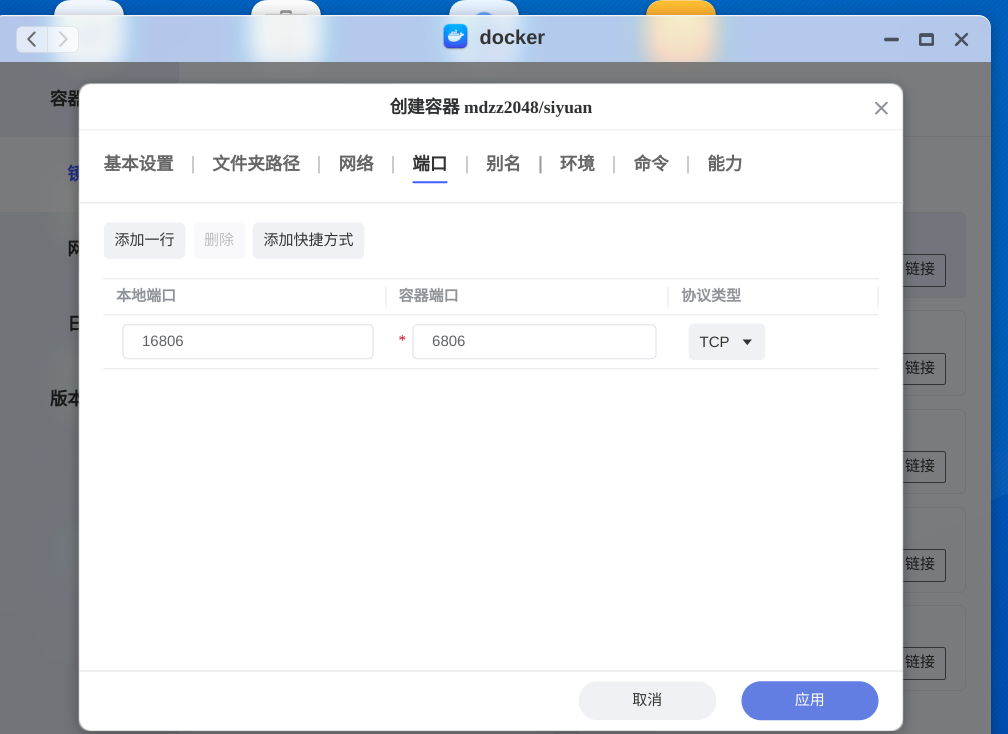 docker
容器
创建容器 mdzz2048/siyuan
基本设置 | 文件夹路径 | 网络 | 端口 | 别名 | 环境 | 命令 | 能力
添加一行 删除 添加快捷方式
链接
本地端口 容器端口 协议类型
16806 * 6806 TCP
链接
版本
链接
链接
链接
取消 应用